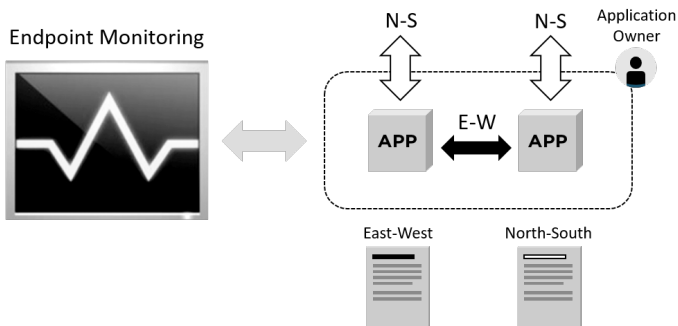 Endpoint Monitoring
N-S
N-S
Application
Owner
APP
E-W
APP
East-West
North-South